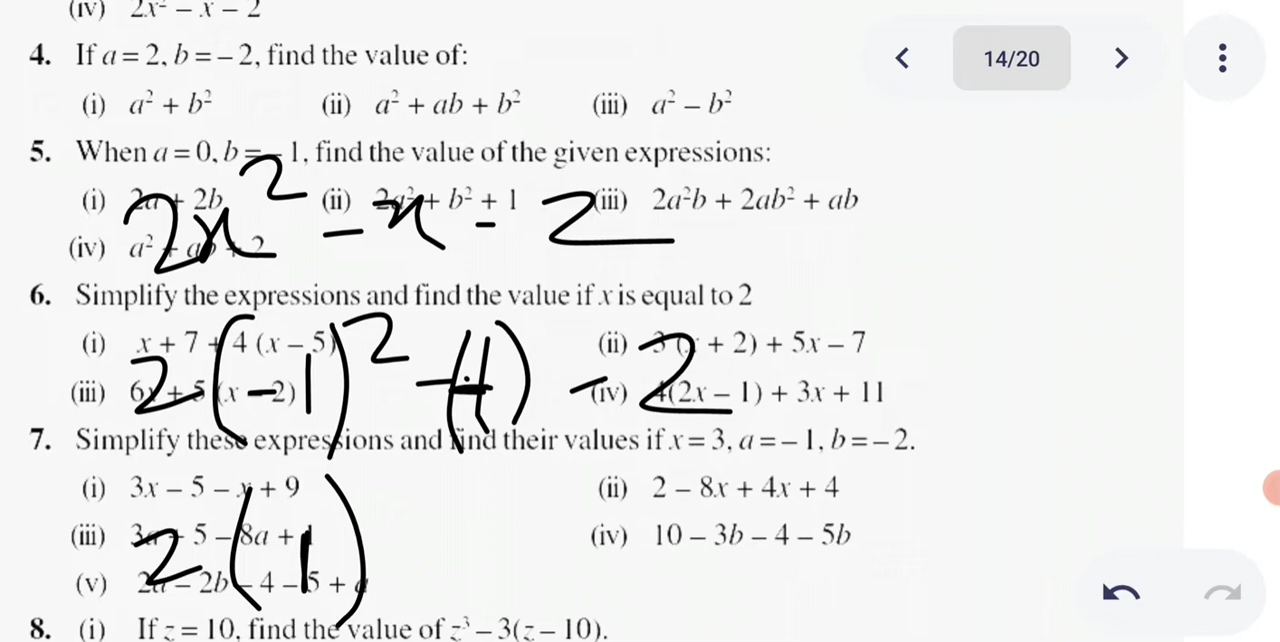 (iv) 2x² – x – 2
4. If a = 2, b = – 2, find the value of:
14/20
(i) a² + b² (ii) a² + ab + b² (iii) a² – b²
5. When a = 0, b = – 1, find the value of the given expressions:
(i) 2a + 2b (ii) 2a² + b² + 1 (iii) 2a²b + 2ab² + ab
(iv) a² + ab + 2
2x² - x - 2
6. Simplify the expressions and find the value if x is equal to 2
(i) x + 7 + 4 (x – 5) (ii) 3 (x + 2) + 5x – 7
(iii) 6x + 5 (x – 2) (iv) 4(2x – 1) + 3x + 11
2(-1)² - (-1) - 2
7. Simplify these expressions and find their values if x = 3, a = – 1, b = – 2.
(i) 3x – 5 – x + 9 (ii) 2 – 8x + 4x + 4
(iii) 3a + 5 – 8a + 1 (iv) 10 – 3b – 4 – 5b
(v) 2a – 2b – 4 – 5 + a
2(1)
8. (i) If z = 10, find the value of z³ – 3(z – 10).